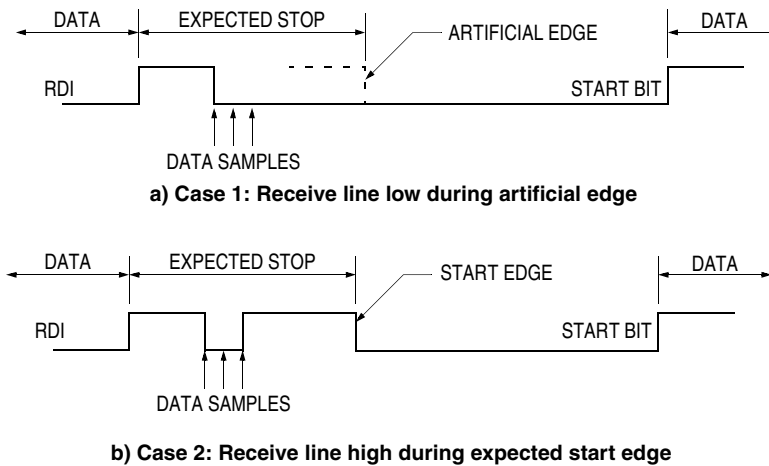 DATA EXPECTED STOP DATA
ARTIFICIAL EDGE
RDI START BIT
DATA SAMPLES
a) Case 1: Receive line low during artificial edge
DATA EXPECTED STOP DATA
START EDGE
RDI START BIT
DATA SAMPLES
b) Case 2: Receive line high during expected start edge